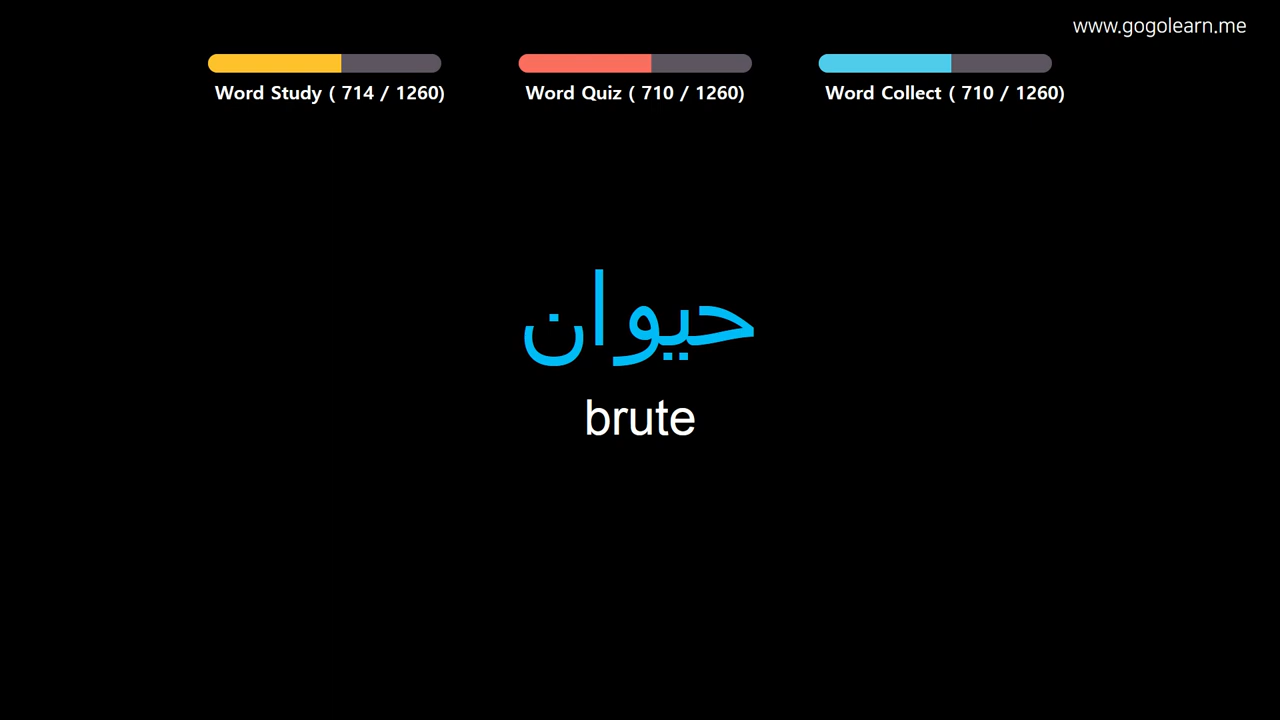 www.gogolearn.me
Word Study ( 714 / 1260)
Word Quiz ( 710 / 1260)
Word Collect ( 710 / 1260)
حيوان
brute